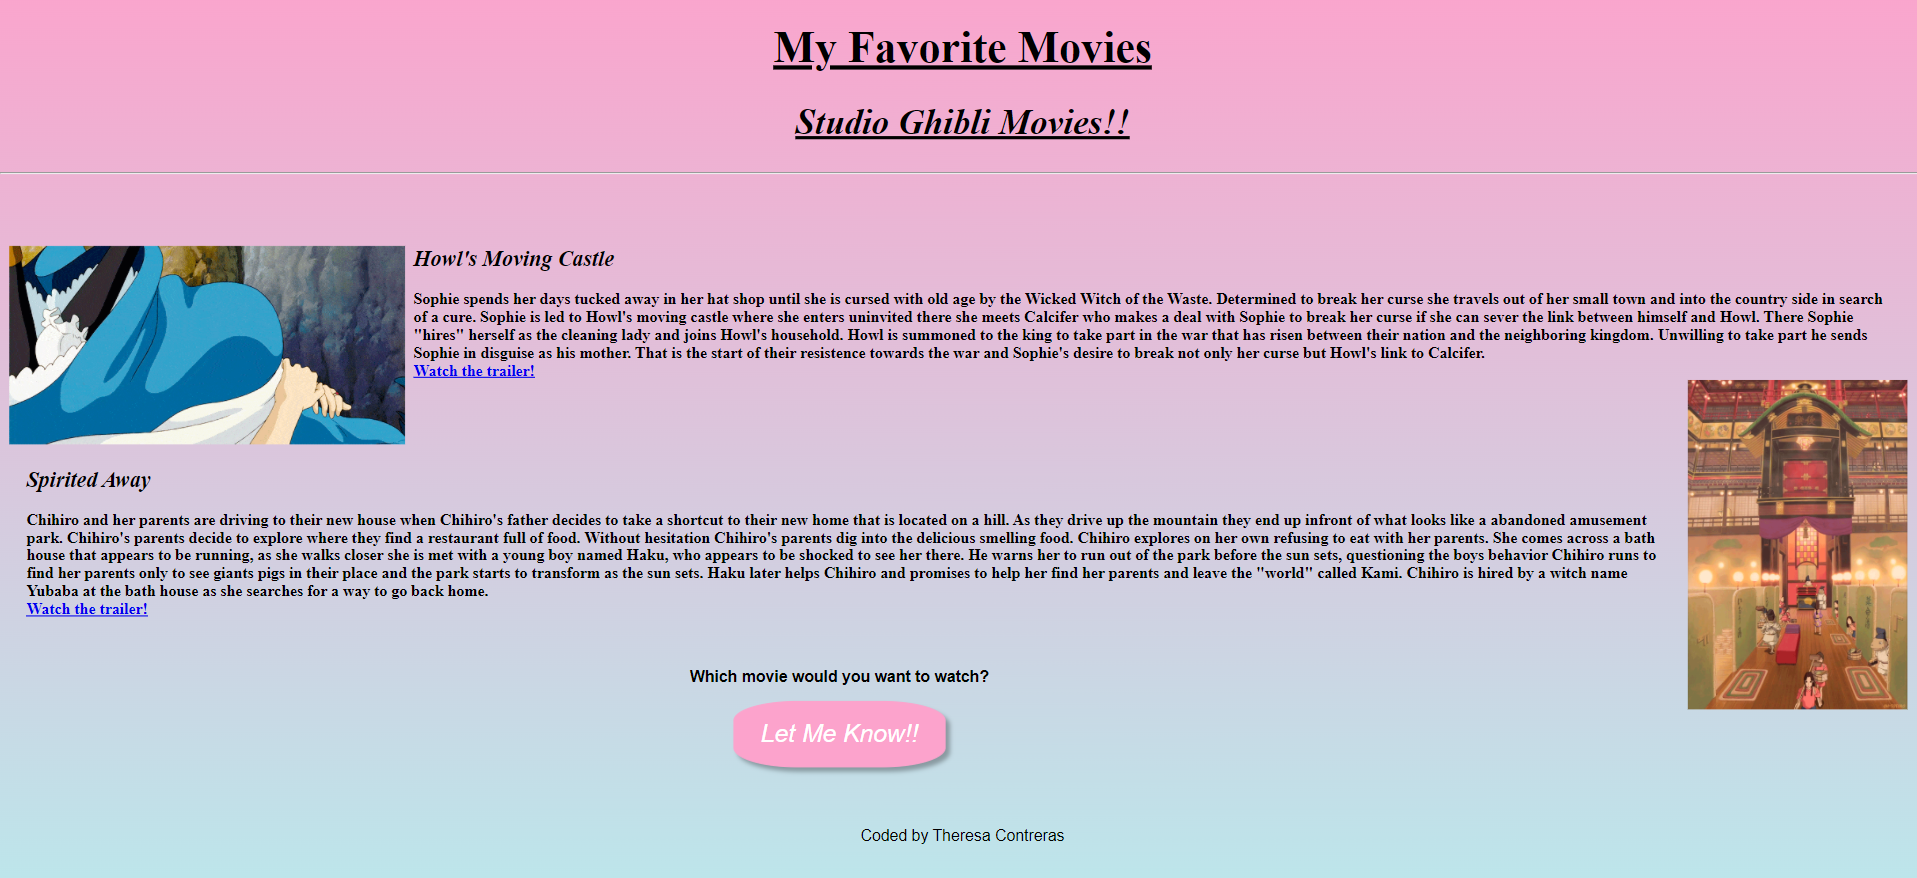 My Favorite Movies
Studio Ghibli Movies!!
Howl's Moving Castle
Sophie spends her days tucked away in her hat shop until she is cursed with old age by the Wicked Witch of the Waste. Determined to break her curse she travels out of her small town and into the country side in search
of a cure. Sophie is led to Howl's moving castle where she enters uninvited there she meets Calcifer who makes a deal with Sophie to break her curse if she can sever the link between himself and Howl. There Sophie
"hires" herself as the cleaning lady and joins Howl's household. Howl is summoned to the king to take part in the war that has risen between their nation and the neighboring kingdom. Unwilling to take part he sends
Sophie in disguise as his mother. That is the start of their resistence towards the war and Sophie's desire to break not only her curse but Howl's link to Calcifer.
Watch the trailer!
Spirited Away
Chihiro and her parents are driving to their new house when Chihiro's father decides to take a shortcut to their new home that is located on a hill. As they drive up the mountain they end up infront of what looks like a abandoned amusement
park. Chihiro's parents decide to explore where they find a restaurant full of food. Without hesitation Chihiro's parents dig into the delicious smelling food. Chihiro explores on her own refusing to eat with her parents. She comes across a bath
house that appears to be running, as she walks closer she is met with a young boy named Haku, who appears to be shocked to see her there. He warns her to run out of the park before the sun sets, questioning the boys behavior Chihiro runs to
find her parents only to see giants pigs in their place and the park starts to transform as the sun sets. Haku later helps Chihiro and promises to help her find her parents and leave the "world" called Kami. Chihiro is hired by a witch name
Yubaba at the bath house as she searches for a way to go back home.
Watch the trailer!
Which movie would you want to watch?
Let Me Know!!
Coded by Theresa Contreras